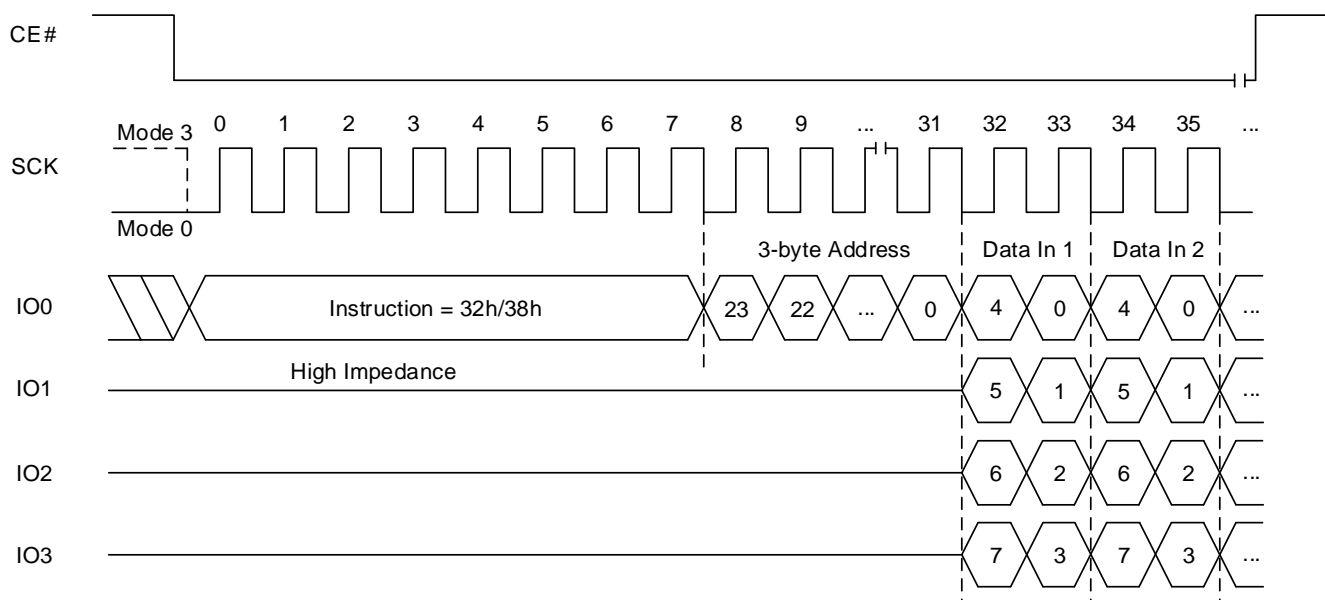 CE#
Mode 3 0 1 2 3 4 5 6 7 8 9 ... 31 32 33 34 35 ...
SCK
Mode 0
3-byte Address Data In 1 Data In 2
IO0 Instruction = 32h/38h 23 22 ... 0 4 0 4 0 ...
High Impedance
IO1 5 1 5 1 ...
IO2 6 2 6 2 ...
IO3 7 3 7 3 ...